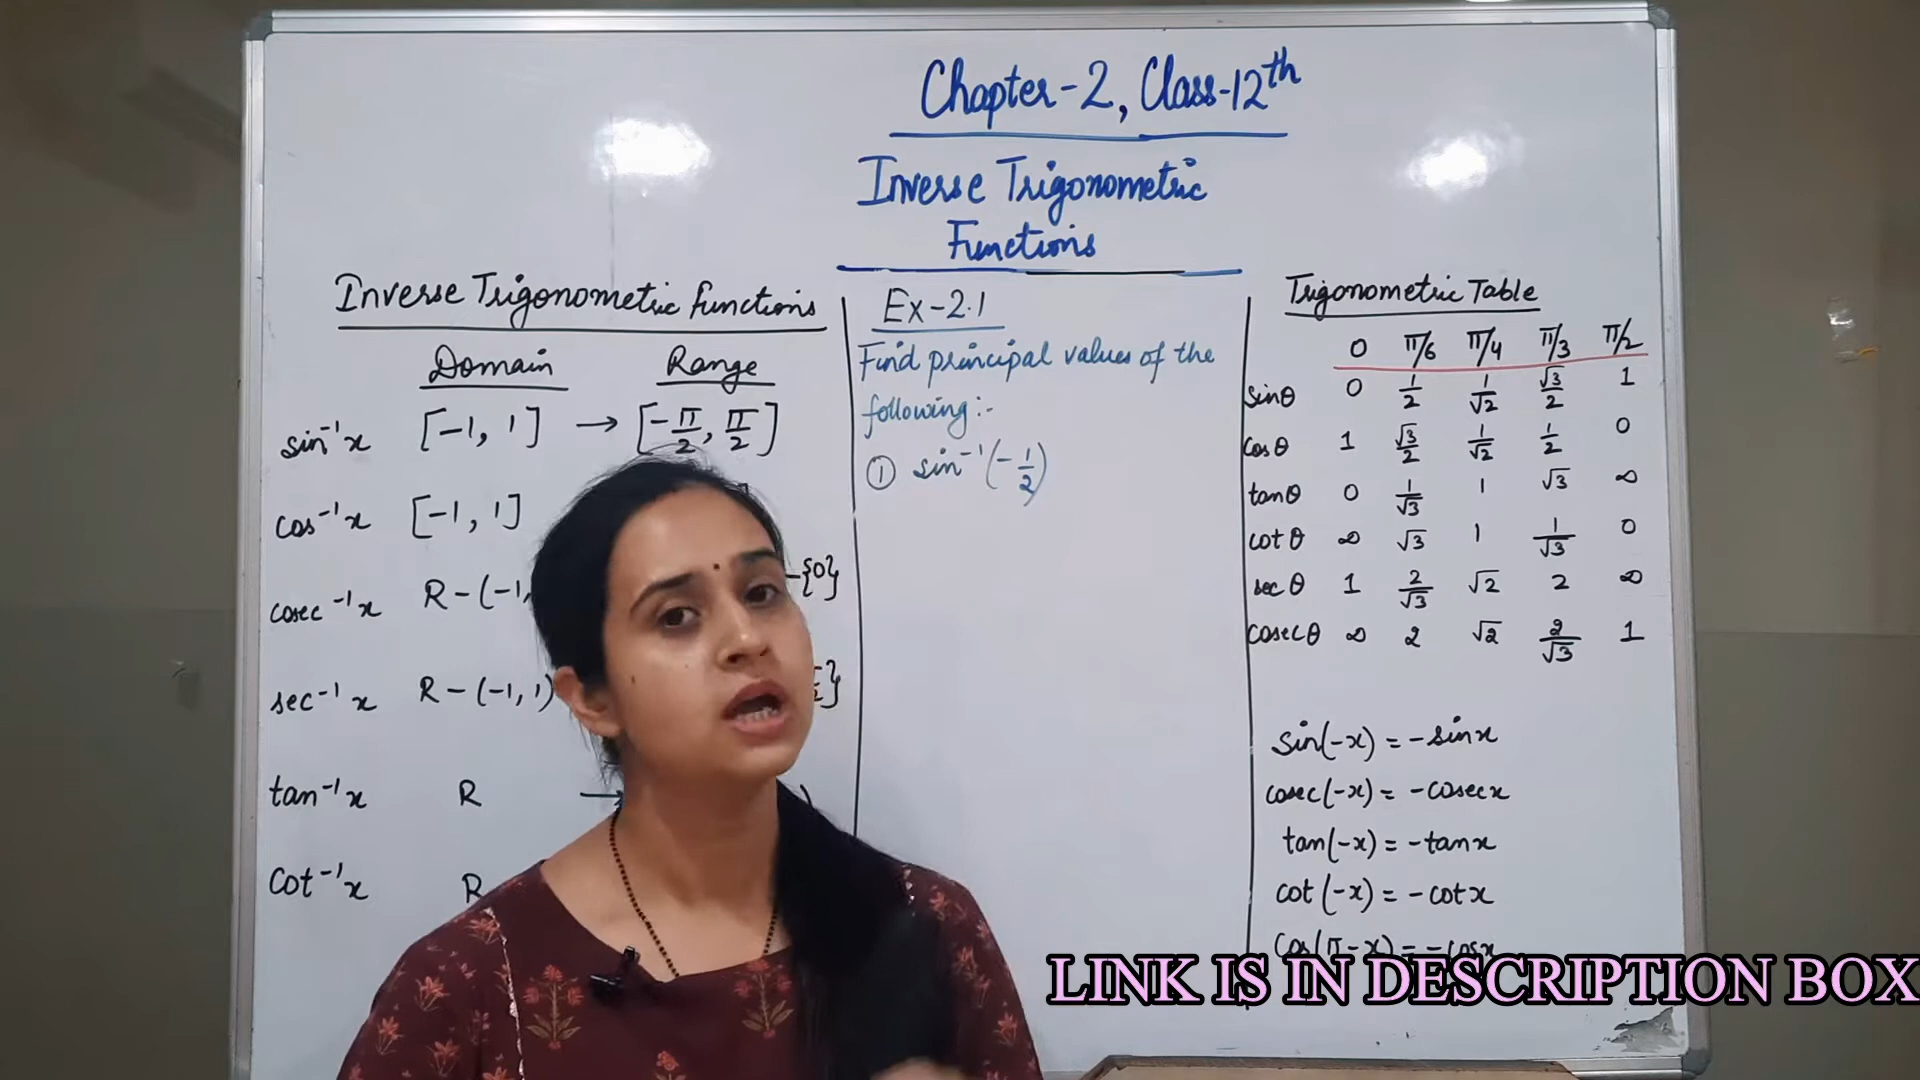 Chapter-2, Class-12th
Inverse Trigonometric
Functions
Inverse Trigonometric functions
Domain Range
sin⁻¹x [-1, 1] → [-π/2, π/2]
cos⁻¹x [-1, 1]
cosec⁻¹x R-(-1, -{0}
sec⁻¹x R-(-1, 1)
tan⁻¹x R →
cot⁻¹x R
Ex-2.1
Find principal values of the
following:-
① sin⁻¹(-1/2)
Trigonometric Table
0 π/6 π/4 π/3 π/2
sinθ 0 1/2 1/√2 √3/2 1
cosθ 1 √3/2 1/√2 1/2 0
tanθ 0 1/√3 1 √3 ∞
cotθ ∞ √3 1 1/√3 0
secθ 1 2/√3 √2 2 ∞
cosecθ ∞ 2 √2 2/√3 1
sin(-x) = -sinx
cosec(-x) = -cosecx
tan(-x) = -tanx
cot(-x) = -cotx
cos(π-x) = -cosx
LINK IS IN DESCRIPTION BOX